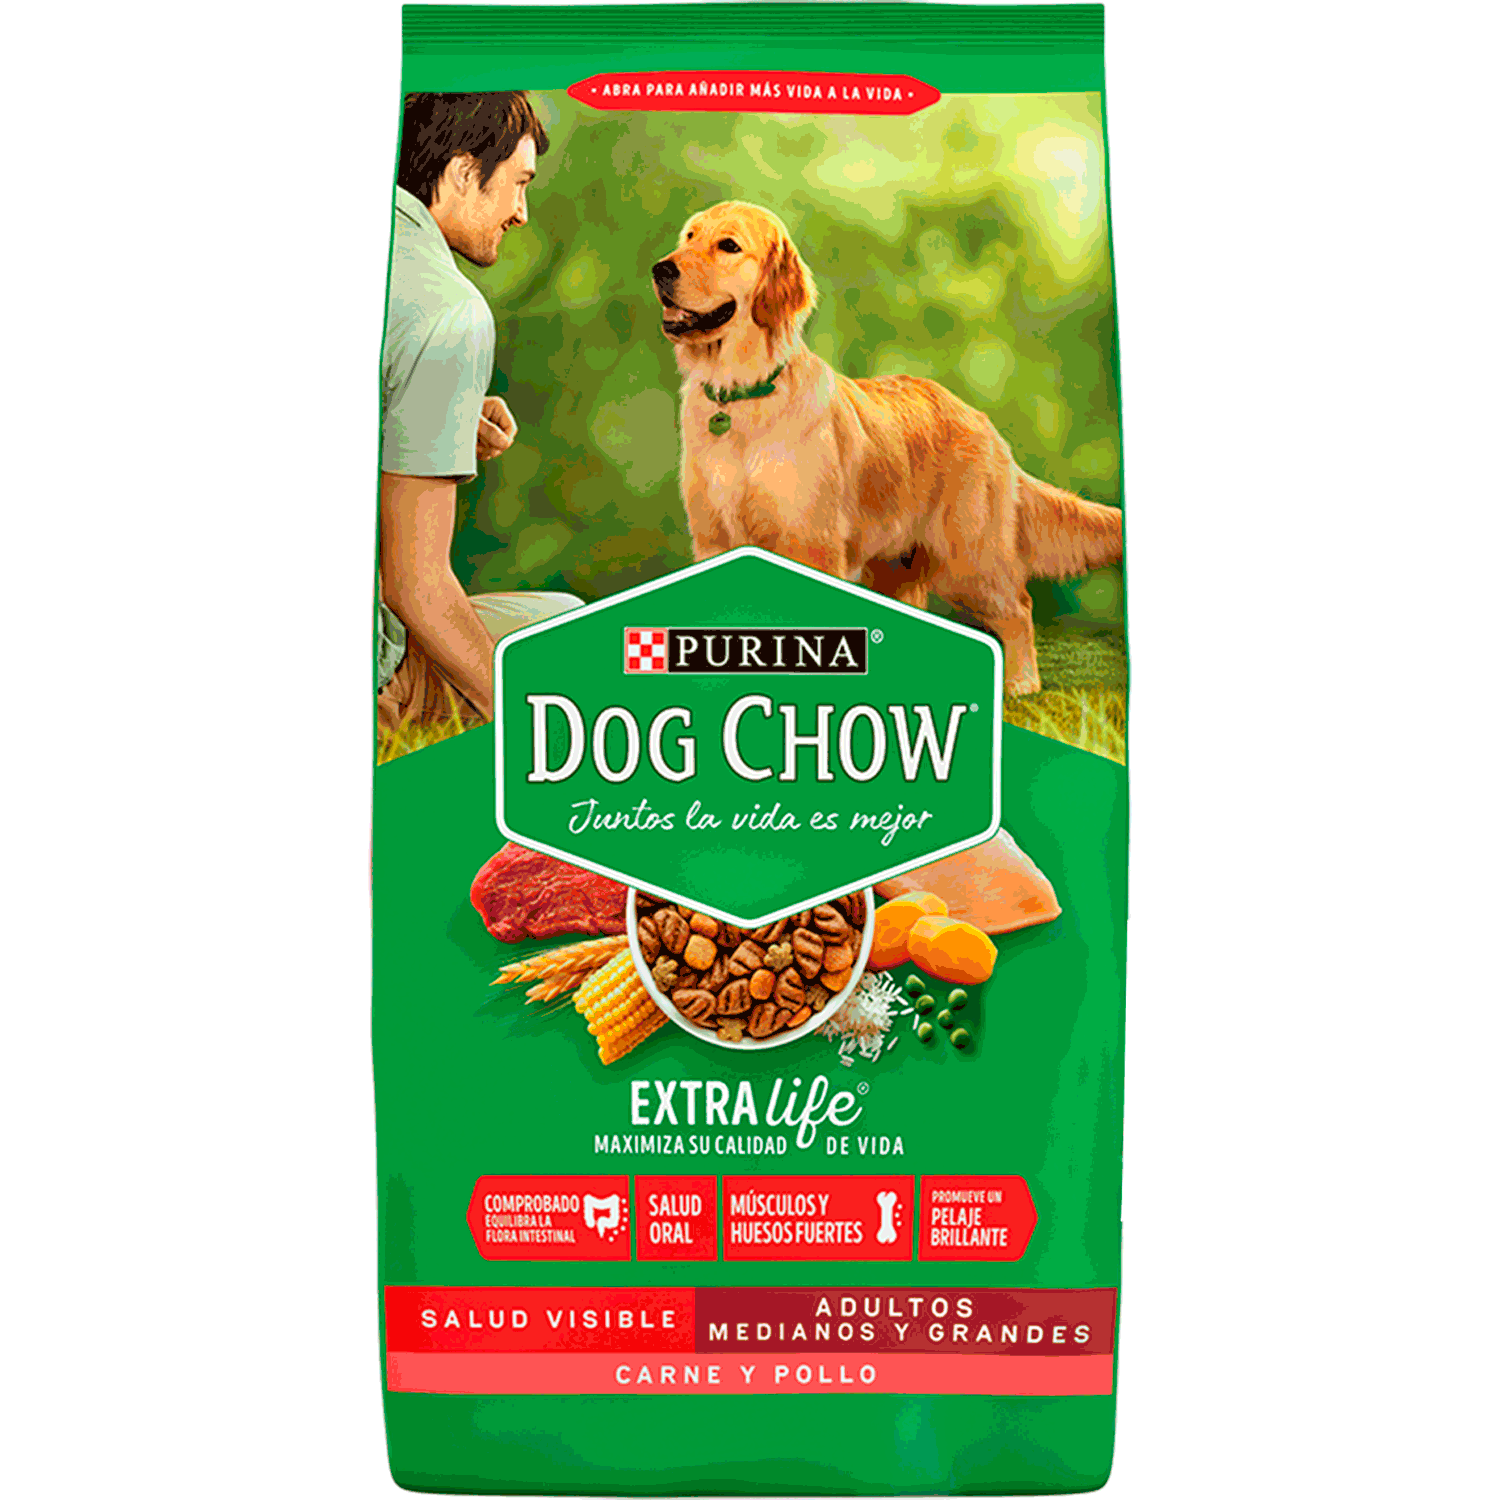 • ABRA PARA AÑADIR MÁS VIDA A LA VIDA •
PURINA®
DOG CHOW®
Juntos la vida es mejor
EXTRA life®
MAXIMIZA SU CALIDAD DE VIDA
COMPROBADO
EQUILIBRA LA
FLORA INTESTINAL
SALUD
ORAL
MÚSCULOS Y
HUESOS FUERTES
PROMUEVE UN
PELAJE
BRILLANTE
SALUD VISIBLE
ADULTOS
MEDIANOS Y GRANDES
CARNE Y POLLO